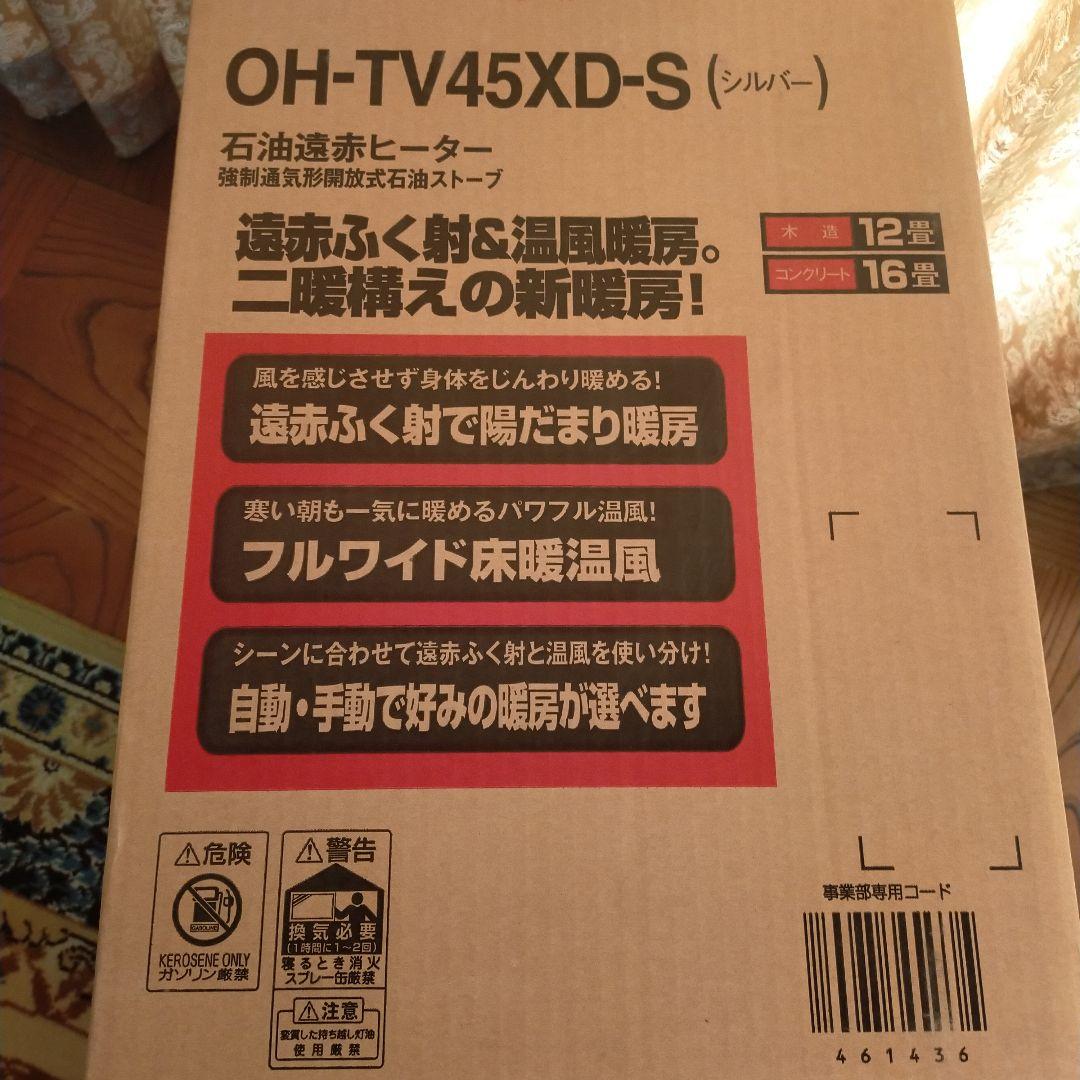 OH-TV45XD-S(シルバー)
石油遠赤ヒーター
強制通気形開放式石油ストーブ
遠赤ふく射&温風暖房。
二暖構えの新暖房!
木造 12畳
コンクリート 16畳
風を感じさせず身体をじんわり暖める!
遠赤ふく射で陽だまり暖房
寒い朝も一気に暖めるパワフル温風!
フルワイド床暖温風
シーンに合わせて遠赤ふく射と温風を使い分け!
自動・手動で好みの暖房が選べます
危険
GASOLINE
KEROSENE ONLY
ガソリン厳禁
警告
換気必要
(1時間に1~2回)
寝るとき消火
スプレー缶厳禁
注意
変質した持ち越し灯油
使用厳禁
事業部専用コード
461436